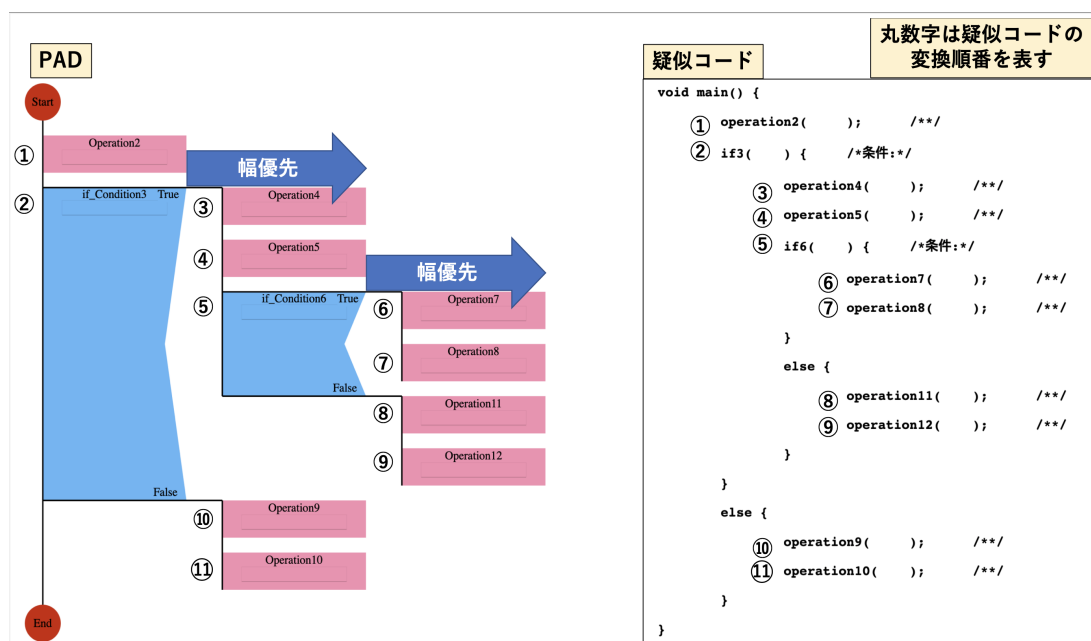 PAD
Start
① Operation2
幅優先
② if_Condition3 True
③ Operation4
④ Operation5
幅優先
⑤ if_Condition6 True
⑥ Operation7
⑦ Operation8
False
⑧ Operation11
⑨ Operation12
False
⑩ Operation9
⑪ Operation10
End
丸数字は疑似コードの
変換順番を表す
疑似コード
void main() {
① operation2( ); /**/
② if3( ) { /*条件:*/
③ operation4( ); /**/
④ operation5( ); /**/
⑤ if6( ) { /*条件:*/
⑥ operation7( ); /**/
⑦ operation8( ); /**/
}
else {
⑧ operation11( ); /**/
⑨ operation12( ); /**/
}
}
else {
⑩ operation9( ); /**/
⑪ operation10( ); /**/
}
}